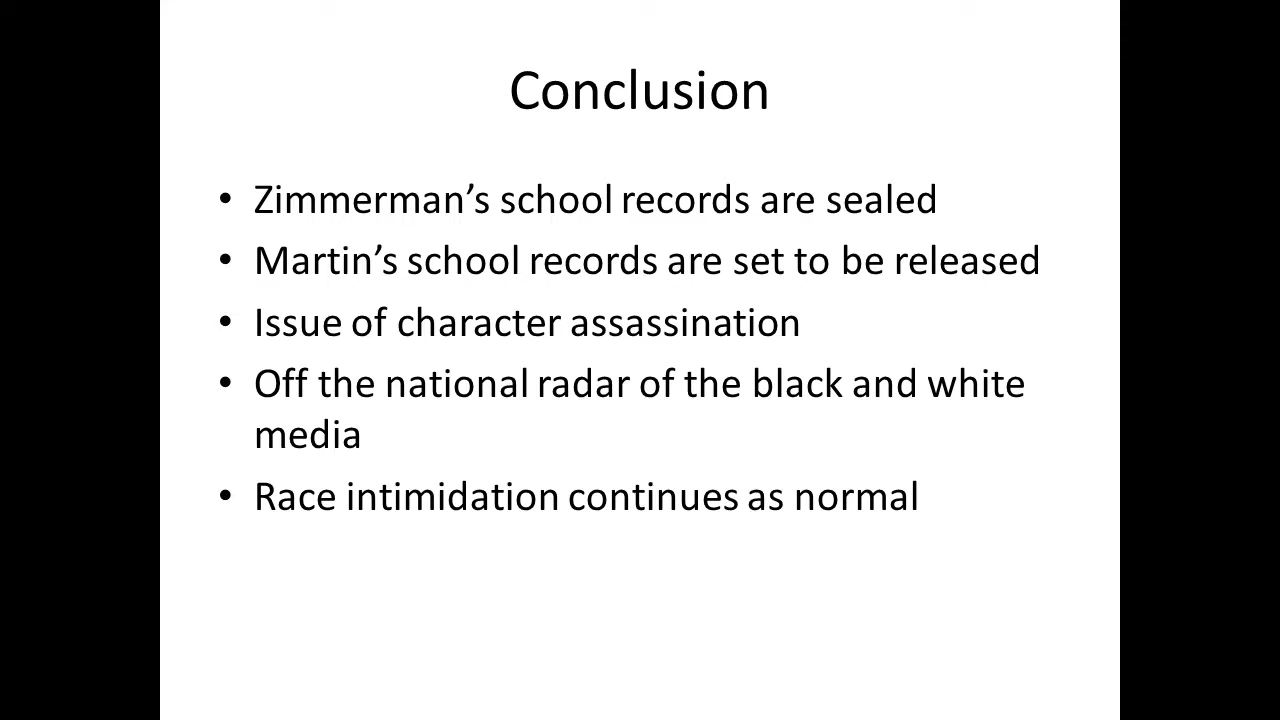 Conclusion
• Zimmerman’s school records are sealed
• Martin’s school records are set to be released
• Issue of character assassination
• Off the national radar of the black and white
media
• Race intimidation continues as normal